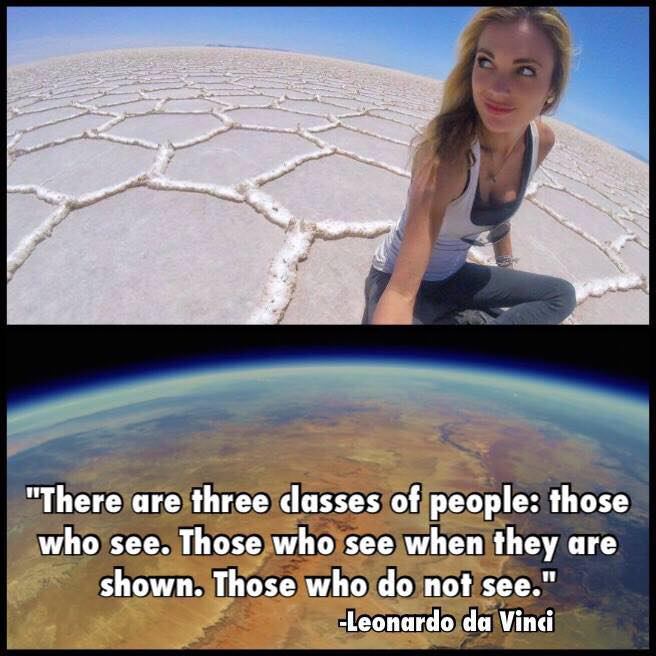 "There are three classes of people: those
who see. Those who see when they are
shown. Those who do not see."
-Leonardo da Vinci